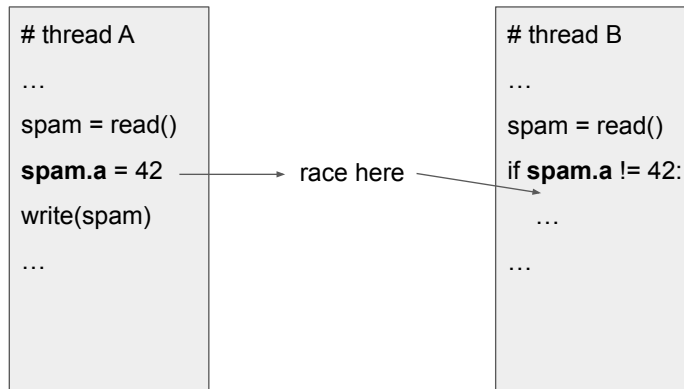 # thread A
…
spam = read()
spam.a = 42
write(spam)
…
race here
# thread B
…
spam = read()
if spam.a != 42:
…
…